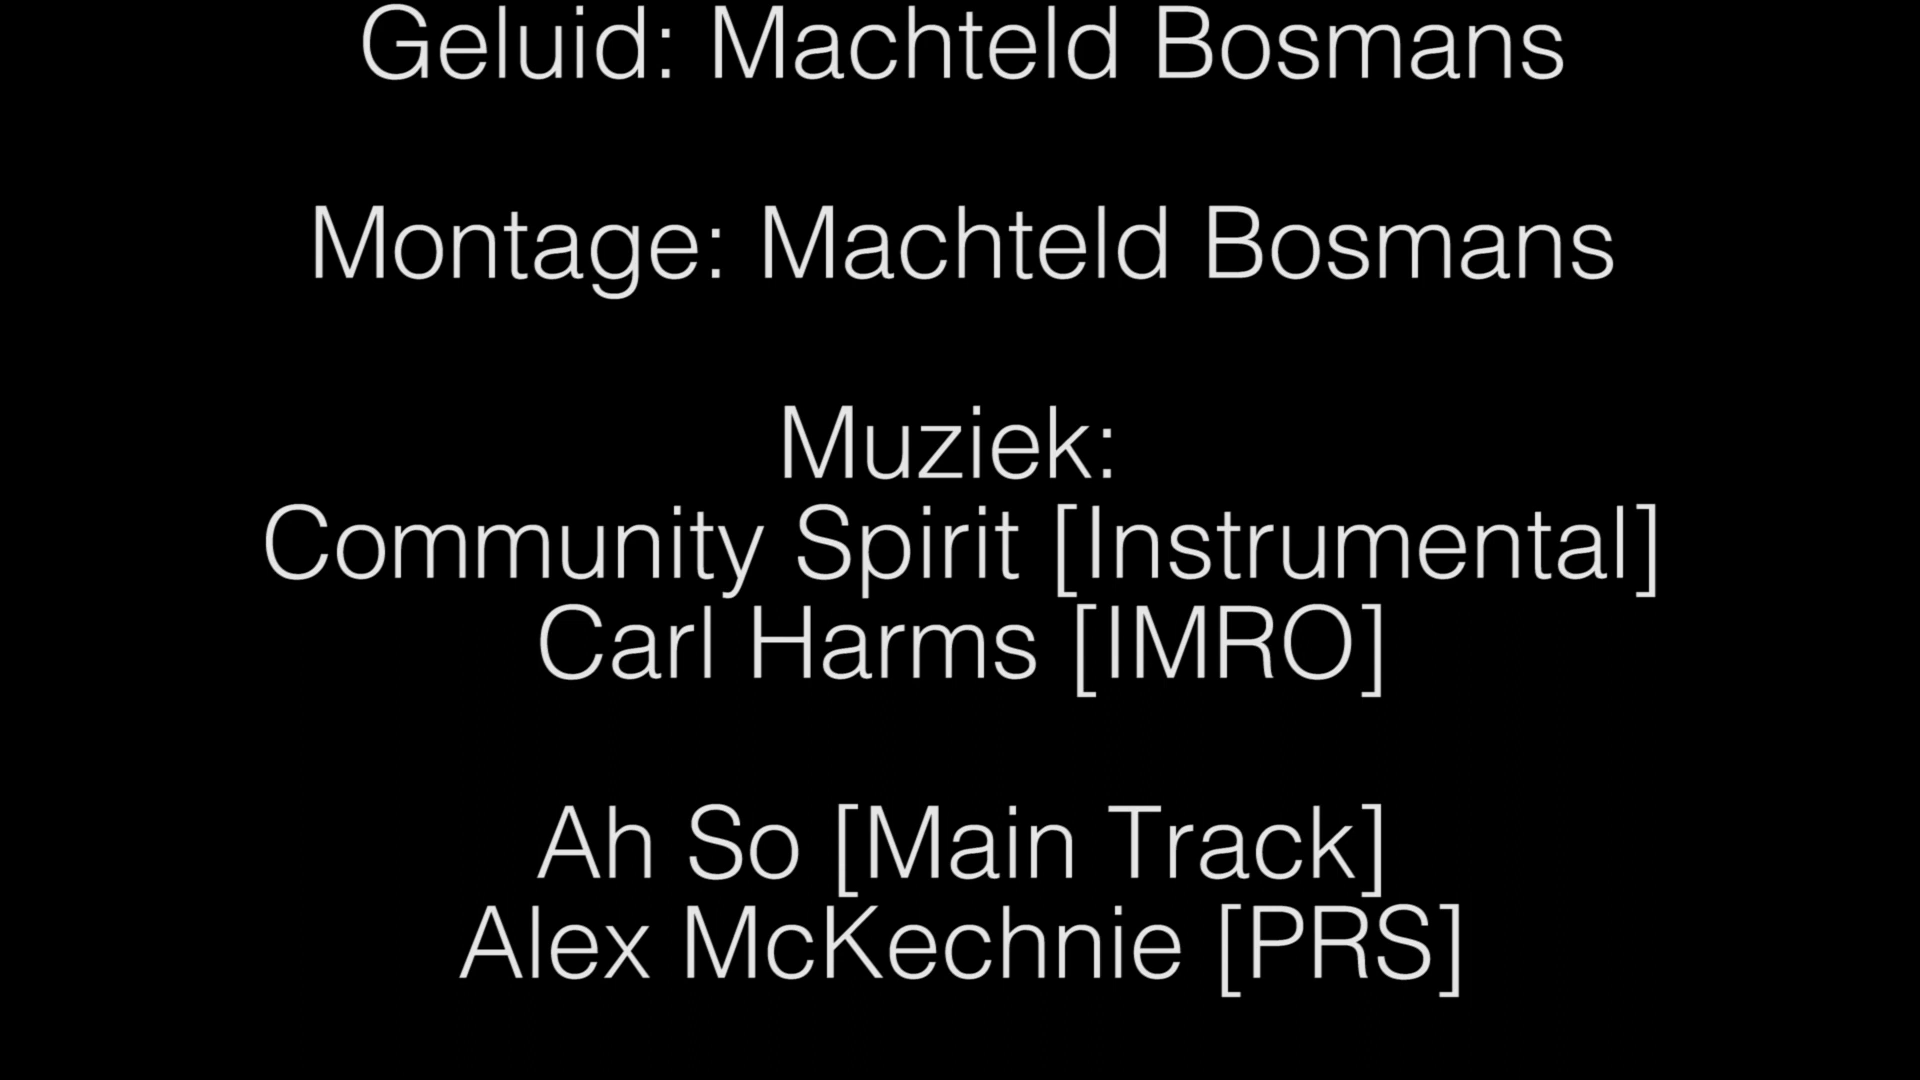 Geluid: Machteld Bosmans
Montage: Machteld Bosmans
Muziek:
Community Spirit [Instrumental]
Carl Harms [IMRO]
Ah So [Main Track]
Alex McKechnie [PRS]